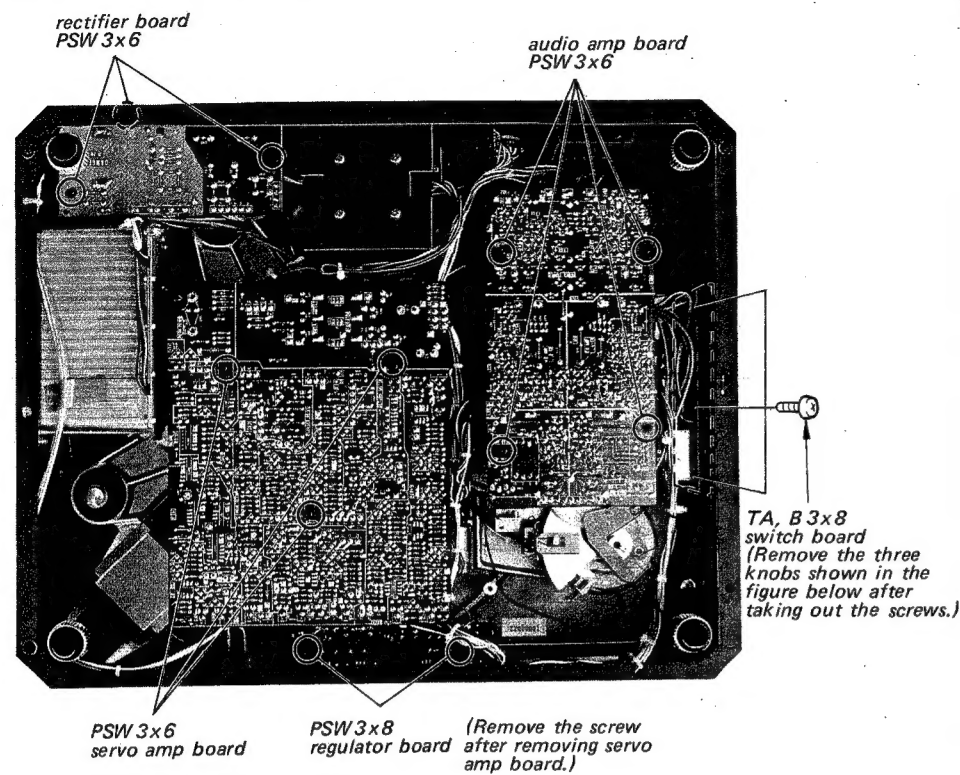 rectifier board
PSW 3x6
audio amp board
PSW 3x6
TA, B 3x8
switch board
(Remove the three
knobs shown in the
figure below after
taking out the screws.)
PSW 3x6
servo amp board
PSW 3x8
regulator board
(Remove the screw
after removing servo
amp board.)